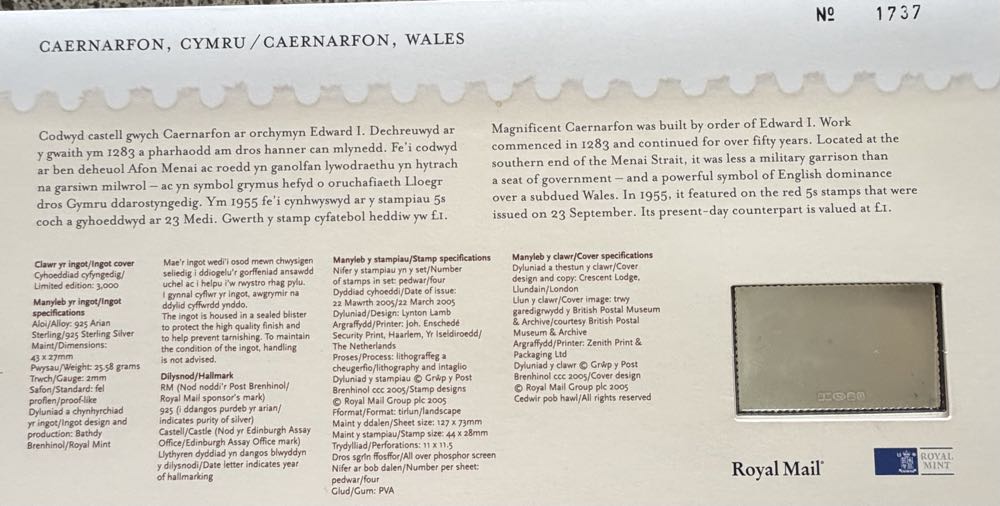 Nº 1737
CAERNARFON, CYMRU / CAERNARFON, WALES
Codwyd castell gwych Caernarfon ar orchymyn Edward I. Dechreuwyd ar
y gwaith ym 1283 a pharhaodd am dros hanner can mlynedd. Fe'i codwyd
ar ben deheuol Afon Menai ac roedd yn ganolfan lywodraethu yn hytrach
na garsiwn milwrol – ac yn symbol grymus hefyd o oruchafiaeth Lloegr
dros Gymru ddarostyngedig. Ym 1955 fe'i cynhwyswyd ar y stampiau 5s
coch a gyhoeddwyd ar 23 Medi. Gwerth y stamp cyfatebol heddiw yw £1.
Magnificent Caernarfon was built by order of Edward I. Work
commenced in 1283 and continued for over fifty years. Located at the
southern end of the Menai Strait, it was less a military garrison than
a seat of government – and a powerful symbol of English dominance
over a subdued Wales. In 1955, it featured on the red 5s stamps that were
issued on 23 September. Its present-day counterpart is valued at £1.
Clawr yr ingot/Ingot cover
Cyhoeddiad cyfyngedig/
Limited edition: 3,000
Manyleb yr ingot/Ingot
specifications
Aloi/Alloy: 925 Arian
Sterling/925 Sterling Silver
Maint/Dimensions:
43 x 27mm
Pwysau/Weight: 25.58 grams
Trwch/Gauge: 2mm
Safon/Standard: fel
proflen/proof-like
Dyluniad a chynhyrchiad
yr ingot/Ingot design and
production: Bathdy
Brenhinol/Royal Mint
Mae'r ingot wedi'i osod mewn chwysigen
seliedig i ddiogelu'r gorffeniad ansawdd
uchel ac i helpu i'w rwystro rhag pylu.
I gynnal cyflwr yr ingot, awgrymir na
ddylid cyffwrdd ynddo.
The ingot is housed in a sealed blister
to protect the high quality finish and
to help prevent tarnishing. To maintain
the condition of the ingot, handling
is not advised.
Dilysnod/Hallmark
RM (Nod noddi'r Post Brenhinol/
Royal Mail sponsor's mark)
925 (i ddangos purdeb yr arian/
indicates purity of silver)
Castell/Castle (Nod yr Edinburgh Assay
Office/Edinburgh Assay Office mark)
Llythyren dyddiad yn dangos blwyddyn
y dilysnodi/Date letter indicates year
of hallmarking
Manyleb y stampiau/Stamp specifications
Nifer y stampiau yn y set/Number
of stamps in set: pedwar/four
Dyddiad cyhoeddi/Date of issue:
22 Mawrth 2005/22 March 2005
Dyluniad/Design: Lynton Lamb
Argraffydd/Printer: Joh. Enschedé
Security Print, Haarlem, Yr Iseldiroedd/
The Netherlands
Proses/Process: lithograffeg a
cheugerfio/lithography and intaglio
Dyluniad y stampiau © Grŵp y Post
Brenhinol ccc 2005/Stamp designs
© Royal Mail Group plc 2005
Fformat/Format: tirlun/landscape
Maint y ddalen/Sheet size: 127 x 73mm
Maint y stampiau/Stamp size: 44 x 28mm
Trydylliad/Perforations: 11 x 11.5
Dros sgrîn ffosffor/All over phosphor screen
Nifer ar bob dalen/Number per sheet:
pedwar/four
Glud/Gum: PVA
Manyleb y clawr/Cover specifications
Dyluniad a thestun y clawr/Cover
design and copy: Crescent Lodge,
Llundain/London
Llun y clawr/Cover image: trwy
garedigrwydd y British Postal Museum
& Archive/courtesy British Postal
Museum & Archive
Argraffydd/Printer: Zenith Print &
Packaging Ltd
Dyluniad y clawr © Grŵp y Post
Brenhinol ccc 2005/Cover design
© Royal Mail Group plc 2005
Cedwir pob hawl/All rights reserved
Royal Mail®
ROYAL
MINT